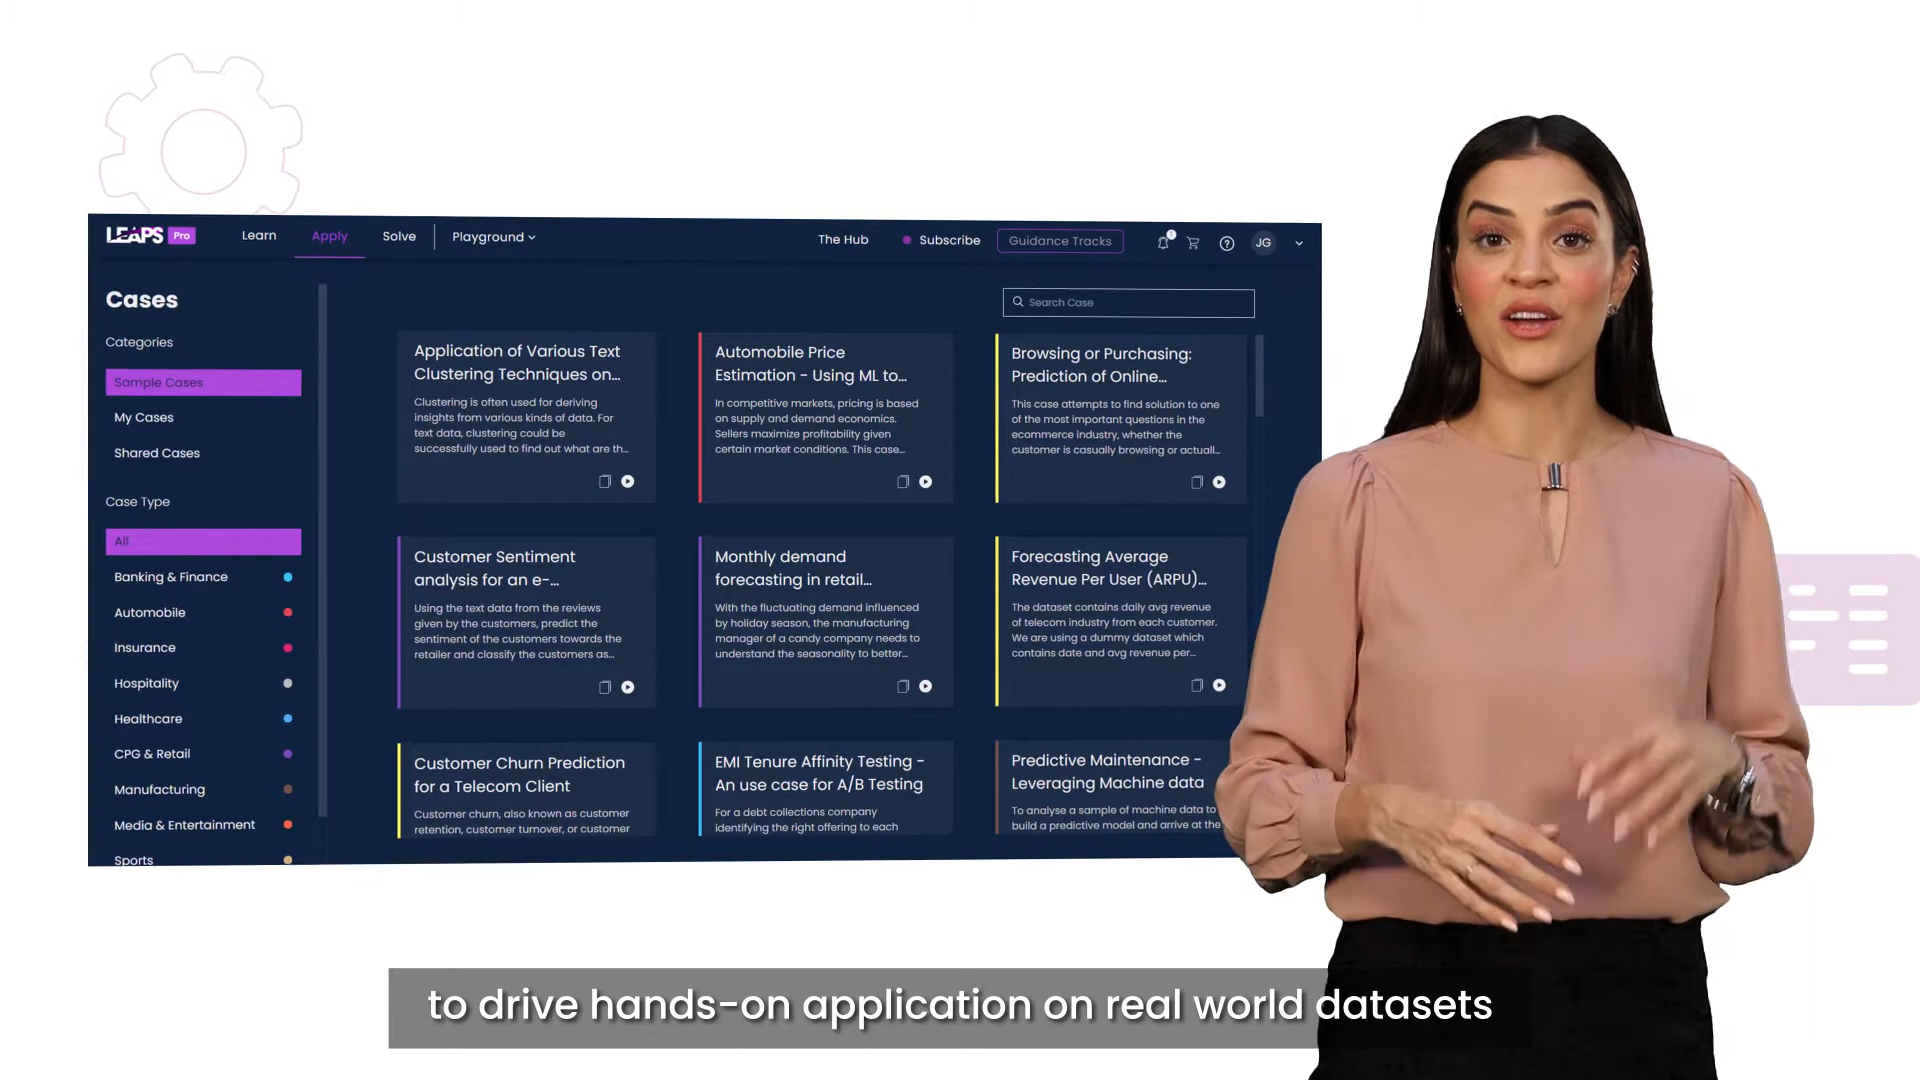 LEAPS Pro
Learn
Apply
Solve
Playground
The Hub
Subscribe
Guidance Tracks
1
JG
Cases
Categories
Sample Cases
My Cases
Shared Cases
Case Type
All
Banking & Finance
Automobile
Insurance
Hospitality
Healthcare
CPG & Retail
Manufacturing
Media & Entertainment
Sports
Search Case
Application of Various Text
Clustering Techniques on...
Clustering is often used for deriving
insights from various kinds of data. For
text data, clustering could be
successfully used to find out what are th...
Automobile Price
Estimation - Using ML to...
In competitive markets, pricing is based
on supply and demand economics.
Sellers maximize profitability given
certain market conditions. This case...
Browsing or Purchasing:
Prediction of Online...
This case attempts to find solution to one
of the most important questions in the
ecommerce industry, whether the
customer is casually browsing or actuall...
Customer Sentiment
analysis for an e-...
Using the text data from the reviews
given by the customers, predict the
sentiment of the customers towards the
retailer and classify the customers as...
Monthly demand
forecasting in retail...
With the fluctuating demand influenced
by holiday season, the manufacturing
manager of a candy company needs to
understand the seasonality to better...
Forecasting Average
Revenue Per User (ARPU)...
The dataset contains daily avg revenue
of telecom industry from each customer.
We are using a dummy dataset which
contains date and avg revenue per...
Customer Churn Prediction
for a Telecom Client
Customer churn, also known as customer
retention, customer turnover, or customer
EMI Tenure Affinity Testing -
An use case for A/B Testing
For a debt collections company
identifying the right offering to each
Predictive Maintenance -
Leveraging Machine data
To analyse a sample of machine data to
build a predictive model and arrive at the
to drive hands-on application on real world datasets